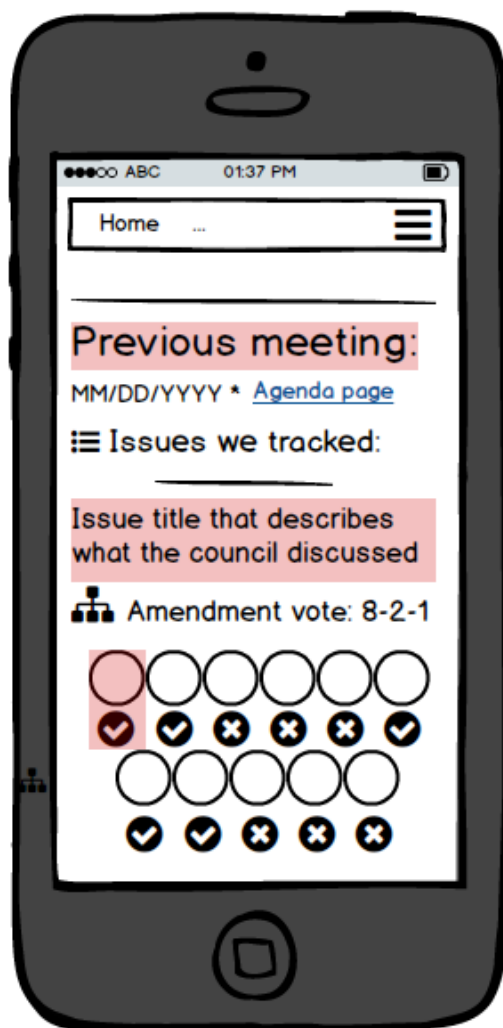 ABC 01:37 PM
Home ...
Previous meeting:
MM/DD/YYYY * Agenda page
Issues we tracked:
Issue title that describes
what the council discussed
Amendment vote: 8-2-1